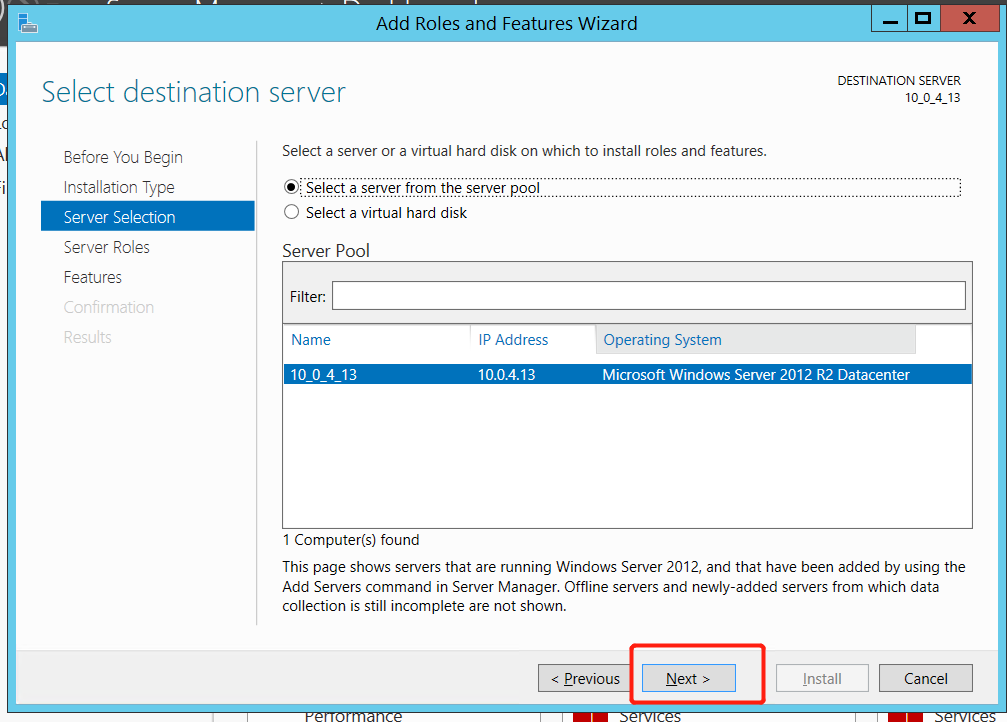 Add Roles and Features Wizard
Select destination server
DESTINATION SERVER
10_0_4_13
Before You Begin
Installation Type
Server Selection
Server Roles
Features
Confirmation
Results
Select a server or a virtual hard disk on which to install roles and features.
Select a server from the server pool
Select a virtual hard disk
Server Pool
Filter:
Name IP Address Operating System
10_0_4_13 10.0.4.13 Microsoft Windows Server 2012 R2 Datacenter
1 Computer(s) found
This page shows servers that are running Windows Server 2012, and that have been added by using the
Add Servers command in Server Manager. Offline servers and newly-added servers from which data
collection is still incomplete are not shown.
< Previous Next > Install Cancel
Performance Services Services